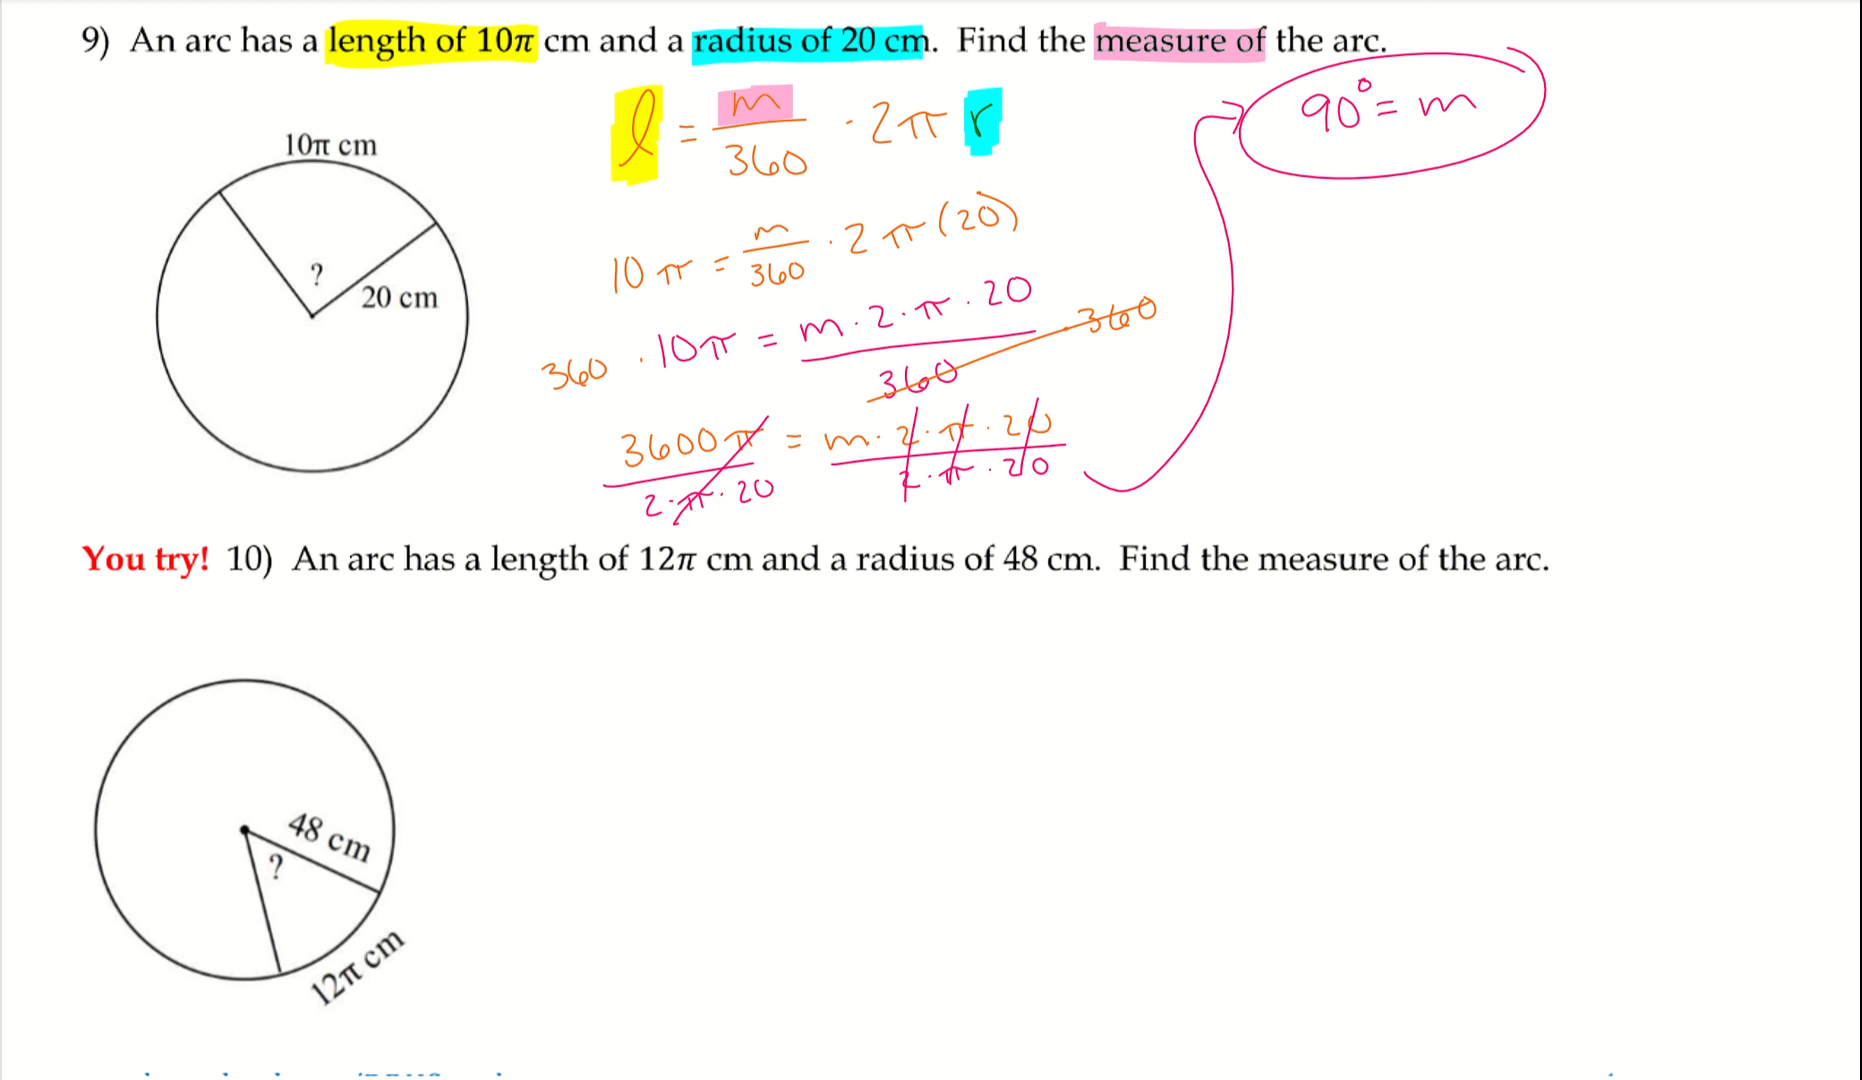 9) An arc has a length of 10π cm and a radius of 20 cm. Find the measure of the arc.
l = m/360 · 2πr
90° = m
10π cm
?
20 cm
10π = m/360 · 2π(20)
360 · 10π = m·2·π·20/360 · 360
3600π/2·π·20 = m·2·π·20/2·π·20
You try! 10) An arc has a length of 12π cm and a radius of 48 cm. Find the measure of the arc.
48 cm
?
12π cm